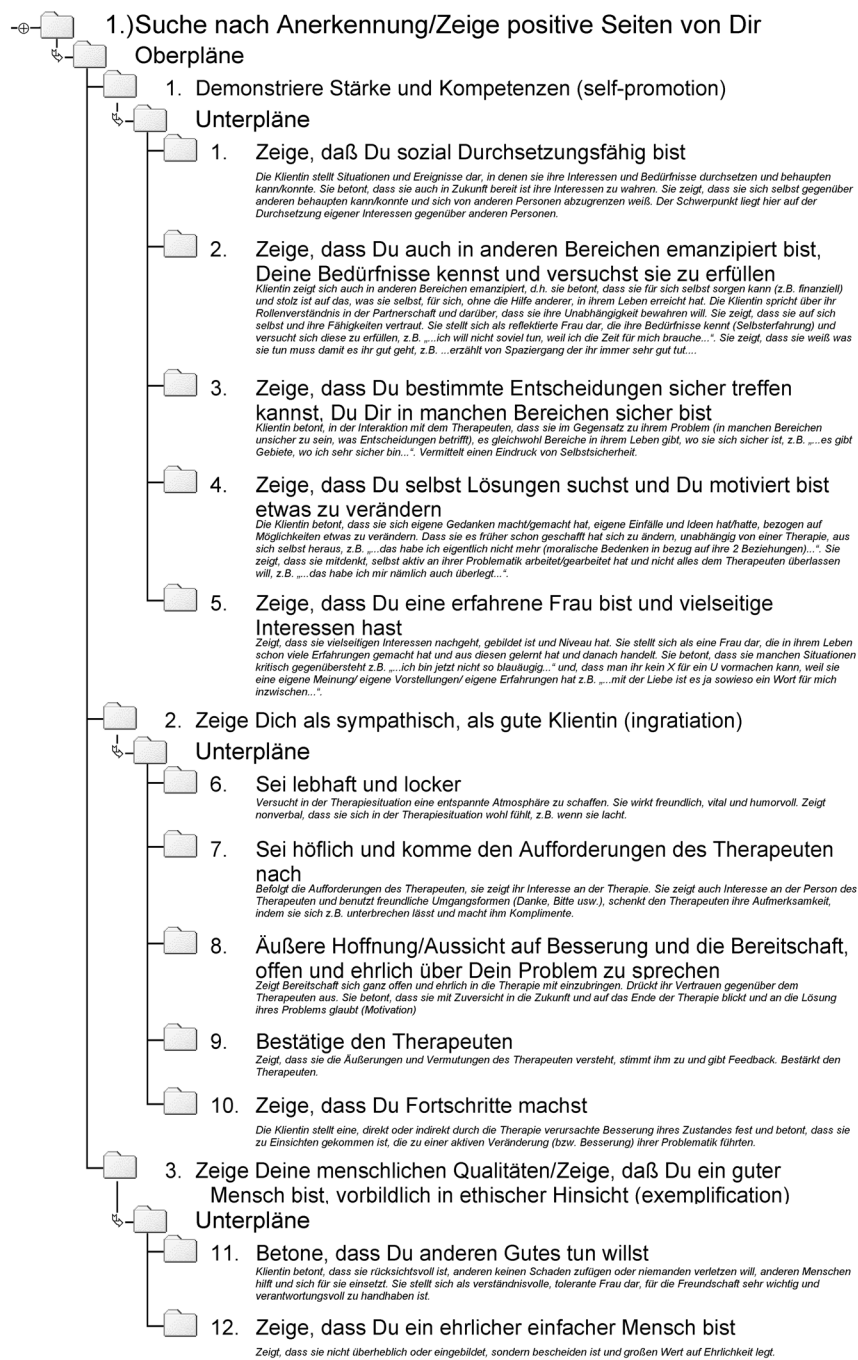 1.)Suche nach Anerkennung/Zeige positive Seiten von Dir
Oberpläne
1. Demonstriere Stärke und Kompetenzen (self-promotion)
Unterpläne
1. Zeige, daß Du sozial Durchsetzungsfähig bist
Die Klientin stellt Situationen und Ereignisse dar, in denen sie ihre Interessen und Bedürfnisse durchsetzen und behaupten
kann/konnte. Sie betont, dass sie auch in Zukunft bereit ist ihre Interessen zu wahren. Sie zeigt, dass sie sich selbst gegenüber
anderen behaupten kann/konnte und sich von anderen Personen abzugrenzen weiß. Der Schwerpunkt liegt hier auf der
Durchsetzung eigener Interessen gegenüber anderen Personen.
2. Zeige, dass Du auch in anderen Bereichen emanzipiert bist,
Deine Bedürfnisse kennst und versuchst sie zu erfüllen
Klientin zeigt sich auch in anderen Bereichen emanzipiert, d.h. sie betont, dass sie für sich selbst sorgen kann (z.B. finanziell)
und stolz ist auf das, was sie selbst, für sich, ohne die Hilfe anderer, in ihrem Leben erreicht hat. Die Klientin spricht über ihr
Rollenverständnis in der Partnerschaft und darüber, dass sie ihre Unabhängigkeit bewahren will. Sie zeigt, dass sie auf sich
selbst und ihre Fähigkeiten vertraut. Sie stellt sich als reflektierte Frau dar, die ihre Bedürfnisse kennt (Selbsterfahrung) und
versucht sich diese zu erfüllen, z.B. „...ich will nicht soviel tun, weil ich die Zeit für mich brauche...“. Sie zeigt, dass sie weiß was
sie tun muss damit es ihr gut geht, z.B. ...erzählt von Spaziergang der ihr immer sehr gut tut....
3. Zeige, dass Du bestimmte Entscheidungen sicher treffen
kannst, Du Dir in manchen Bereichen sicher bist
Klientin betont, in der Interaktion mit dem Therapeuten, dass sie im Gegensatz zu ihrem Problem (in manchen Bereichen
unsicher zu sein, was Entscheidungen betrifft), es gleichwohl Bereiche in ihrem Leben gibt, wo sie sich sicher ist, z.B. „...es gibt
Gebiete, wo ich sehr sicher bin...“. Vermittelt einen Eindruck von Selbstsicherheit.
4. Zeige, dass Du selbst Lösungen suchst und Du motiviert bist
etwas zu verändern
Die Klientin betont, dass sie sich eigene Gedanken macht/gemacht hat, eigene Einfälle und Ideen hat/hatte, bezogen auf
Möglichkeiten etwas zu verändern. Dass sie es früher schon geschafft hat sich zu ändern, unabhängig von einer Therapie, aus
sich selbst heraus, z.B. „...das habe ich eigentlich nicht mehr (moralische Bedenken in bezug auf ihre 2 Beziehungen)...“. Sie
zeigt, dass sie mitdenkt, selbst aktiv an ihrer Problematik arbeitet/gearbeitet hat und nicht alles dem Therapeuten überlassen
will, z.B. „...das habe ich mir nämlich auch überlegt...“.
5. Zeige, dass Du eine erfahrene Frau bist und vielseitige
Interessen hast
Zeigt, dass sie vielseitigen Interessen nachgeht, gebildet ist und Niveau hat. Sie stellt sich als eine Frau dar, die in ihrem Leben
schon viele Erfahrungen gemacht hat und aus diesen gelernt hat und danach handelt. Sie betont, dass sie manchen Situationen
kritisch gegenübersteht z.B. „...ich bin jetzt nicht so blauäugig...“ und, dass man ihr kein X für ein U vormachen kann, weil sie
eine eigene Meinung/ eigene Vorstellungen/ eigene Erfahrungen hat z.B. „...mit der Liebe ist es ja sowieso ein Wort für mich
inzwischen...“.
2. Zeige Dich als sympathisch, als gute Klientin (ingratiation)
Unterpläne
6. Sei lebhaft und locker
Versucht in der Therapiesituation eine entspannte Atmosphäre zu schaffen. Sie wirkt freundlich, vital und humorvoll. Zeigt
nonverbal, dass sie sich in der Therapiesituation wohl fühlt, z.B. wenn sie lacht.
7. Sei höflich und komme den Aufforderungen des Therapeuten
nach
Befolgt die Aufforderungen des Therapeuten, sie zeigt ihr Interesse an der Therapie. Sie zeigt auch Interesse an der Person des
Therapeuten und benutzt freundliche Umgangsformen (Danke, Bitte usw.), schenkt den Therapeuten ihre Aufmerksamkeit,
indem sie sich z.B. unterbrechen lässt und macht ihm Komplimente.
8. Äußere Hoffnung/Aussicht auf Besserung und die Bereitschaft,
offen und ehrlich über Dein Problem zu sprechen
Zeigt Bereitschaft sich ganz offen und ehrlich in die Therapie mit einzubringen. Drückt ihr Vertrauen gegenüber dem
Therapeuten aus. Sie betont, dass sie mit Zuversicht in die Zukunft und auf das Ende der Therapie blickt und an die Lösung
ihres Problems glaubt (Motivation)
9. Bestätige den Therapeuten
Zeigt, dass sie die Äußerungen und Vermutungen des Therapeuten versteht, stimmt ihm zu und gibt Feedback. Bestärkt den
Therapeuten.
10. Zeige, dass Du Fortschritte machst
Die Klientin stellt eine, direkt oder indirekt durch die Therapie verursachte Besserung ihres Zustandes fest und betont, dass sie
zu Einsichten gekommen ist, die zu einer aktiven Veränderung (bzw. Besserung) ihrer Problematik führten.
3. Zeige Deine menschlichen Qualitäten/Zeige, daß Du ein guter
Mensch bist, vorbildlich in ethischer Hinsicht (exemplification)
Unterpläne
11. Betone, dass Du anderen Gutes tun willst
Klientin betont, dass sie rücksichtsvoll ist, anderen keinen Schaden zufügen oder niemanden verletzen will, anderen Menschen
hilft und sich für sie einsetzt. Sie stellt sich als verständnisvolle, tolerante Frau dar, für die Freundschaft sehr wichtig und
verantwortungsvoll zu handhaben ist.
12. Zeige, dass Du ein ehrlicher einfacher Mensch bist
Zeigt, dass sie nicht überheblich oder eingebildet, sondern bescheiden ist und großen Wert auf Ehrlichkeit legt.